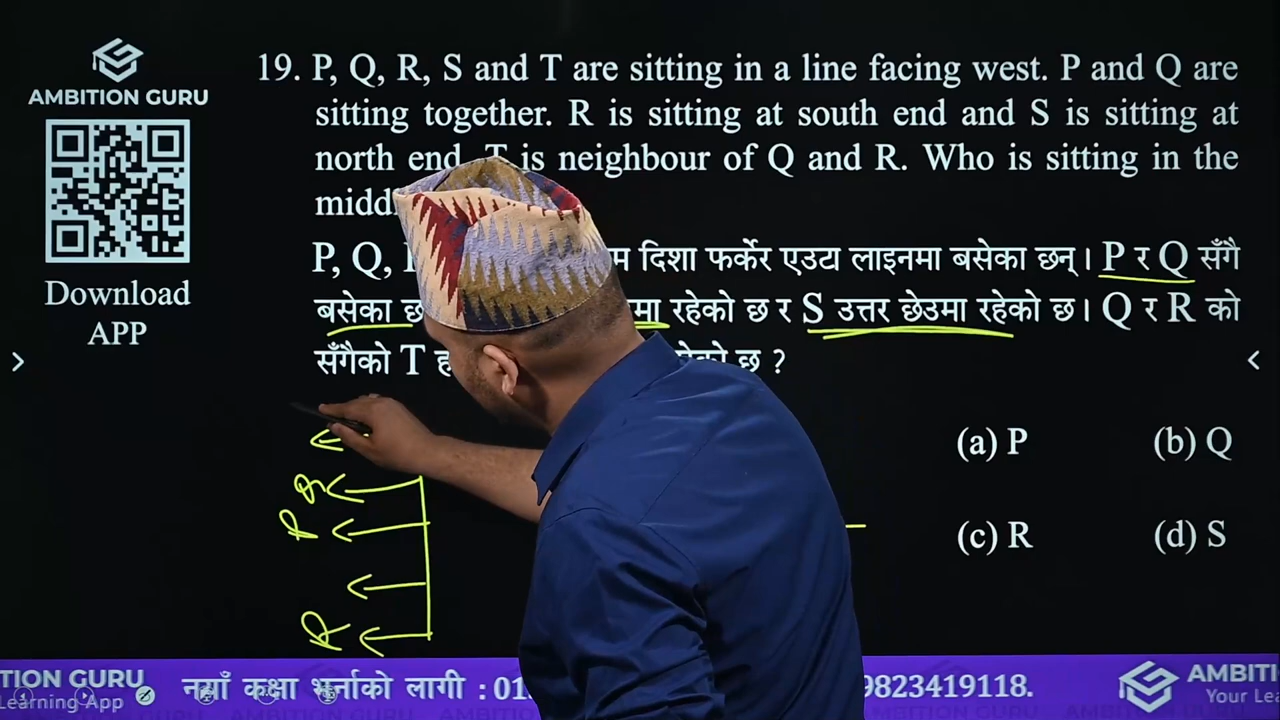 AMBITION GURU
Download
APP
19. P, Q, R, S and T are sitting in a line facing west. P and Q are
sitting together. R is sitting at south end and S is sitting at
north end. T is neighbour of Q and R. Who is sitting in the
P, Q,
दिशा फर्केर एउटा लाइनमा बसेका छन्। P र Q सँगै
बसेका
रहेको छ र S उत्तर छेउमा रहेको छ। Q र R को
सँगैको T
छ ?
(a) P
(b) Q
(c) R
(d) S
P
R
TION GURU
Learning App
नयाँ कक्षा भर्नाको लागी : 01
9823419118.
AMBITI
Your Lea